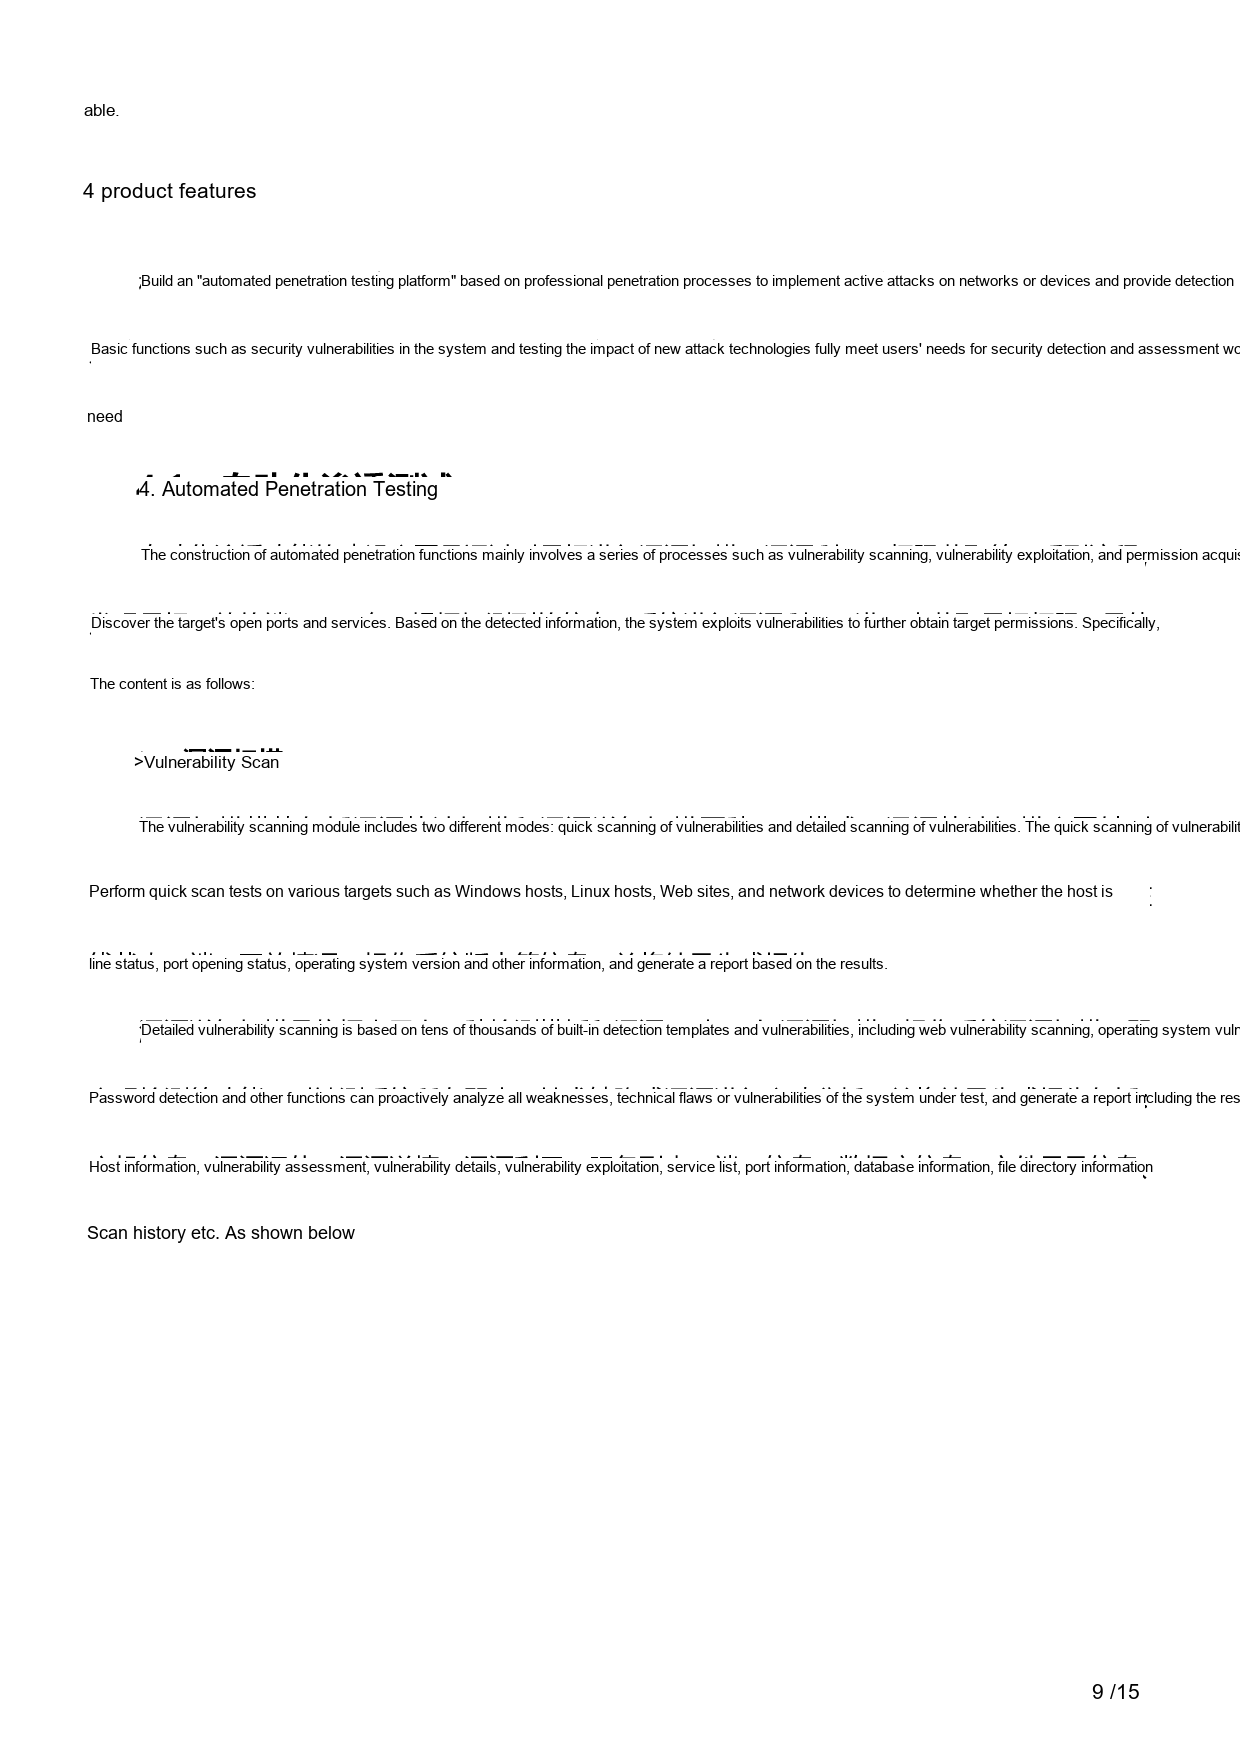 able.
4 product features
Build an "automated penetration testing platform" based on professional penetration processes to implement active attacks on networks or devices and provide detection
Basic functions such as security vulnerabilities in the system and testing the impact of new attack technologies fully meet users' needs for security detection and assessment
need
4. Automated Penetration Testing
The construction of automated penetration functions mainly involves a series of processes such as vulnerability scanning, vulnerability exploitation, and permission
Discover the target's open ports and services. Based on the detected information, the system exploits vulnerabilities to further obtain target permissions. Specifically,
The content is as follows:
>Vulnerability Scan
The vulnerability scanning module includes two different modes: quick scanning of vulnerabilities and detailed scanning of vulnerabilities. The quick scanning of
Perform quick scan tests on various targets such as Windows hosts, Linux hosts, Web sites, and network devices to determine whether the host is
line status, port opening status, operating system version and other information, and generate a report based on the results.
Detailed vulnerability scanning is based on tens of thousands of built-in detection templates and vulnerabilities, including web vulnerability scanning, operating system
Password detection and other functions can proactively analyze all weaknesses, technical flaws or vulnerabilities of the system under test, and generate a report including the
Host information, vulnerability assessment, vulnerability details, vulnerability exploitation, service list, port information, database information, file directory information
Scan history etc. As shown below
9 /15